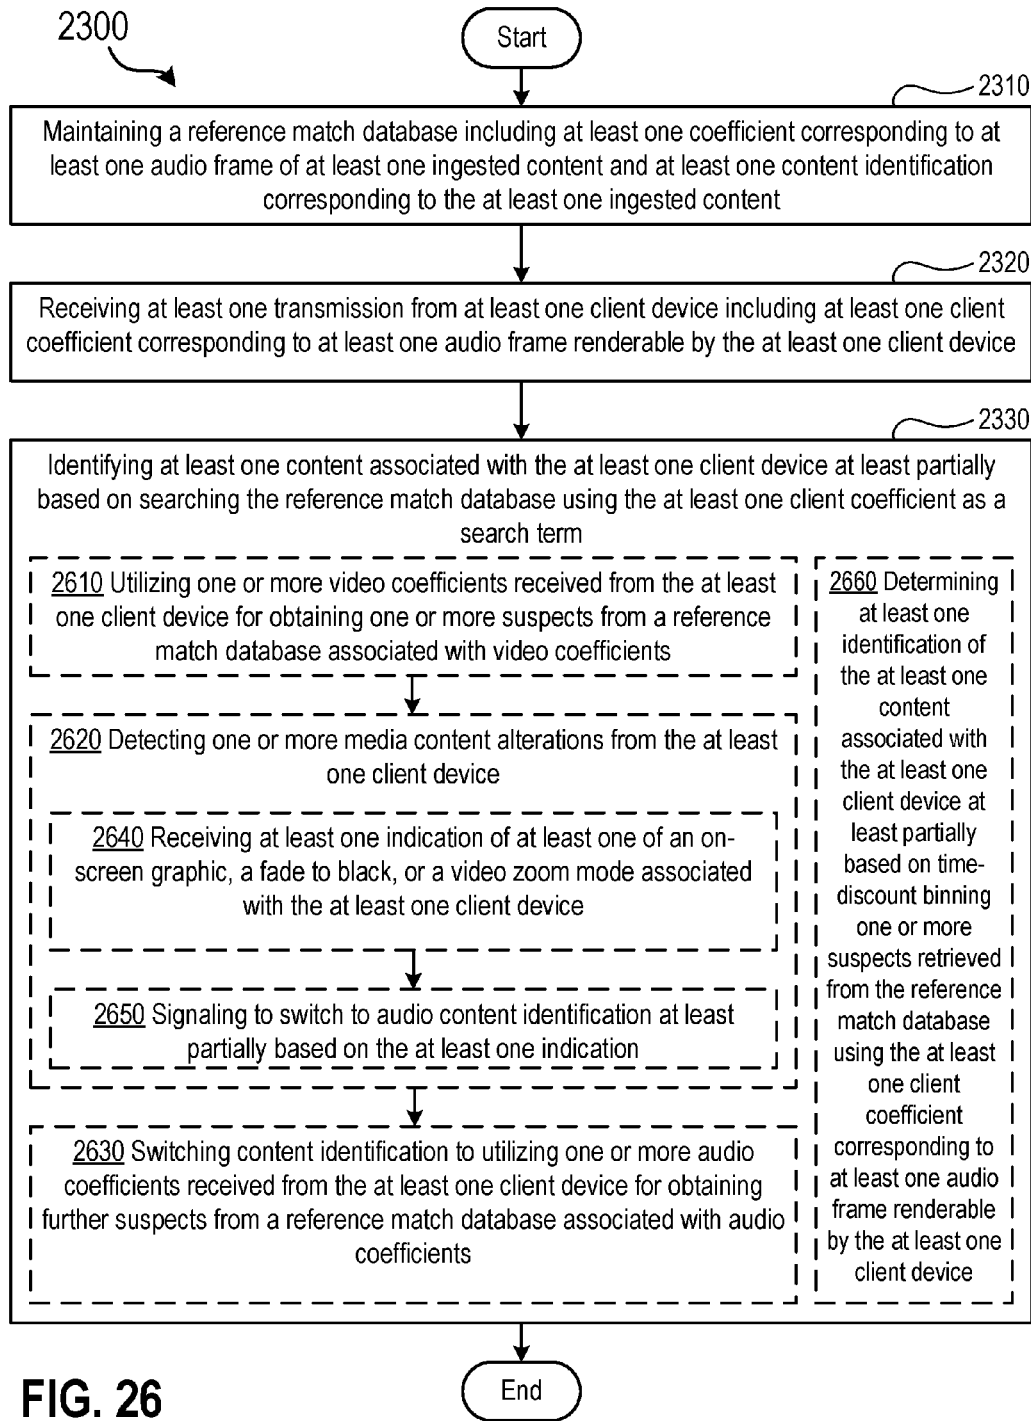 2300
Start
2310
Maintaining a reference match database including at least one coefficient corresponding to at
least one audio frame of at least one ingested content and at least one content identification
corresponding to the at least one ingested content
2320
Receiving at least one transmission from at least one client device including at least one client
coefficient corresponding to at least one audio frame renderable by the at least one client device
2330
Identifying at least one content associated with the at least one client device at least partially
based on searching the reference match database using the at least one client coefficient as a
search term
2610 Utilizing one or more video coefficients received from the at least
one client device for obtaining one or more suspects from a reference
match database associated with video coefficients
2620 Detecting one or more media content alterations from the at least
one client device
2640 Receiving at least one indication of at least one of an on-
screen graphic, a fade to black, or a video zoom mode associated
with the at least one client device
2650 Signaling to switch to audio content identification at least
partially based on the at least one indication
2630 Switching content identification to utilizing one or more audio
coefficients received from the at least one client device for obtaining
further suspects from a reference match database associated with audio
coefficients
2660 Determining
at least one
identification of
the at least one
content
associated with
the at least one
client device at
least partially
based on time-
discount binning
one or more
suspects retrieved
from the reference
match database
using the at least
one client
coefficient
corresponding to
at least one audio
frame renderable
by the at least one
client device
End
FIG. 26